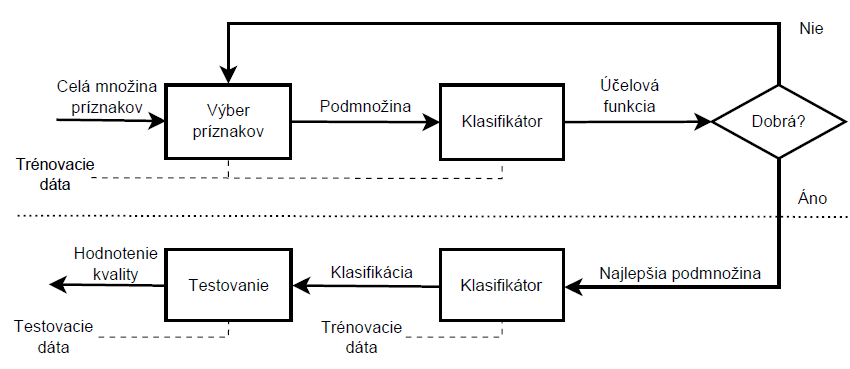 Nie
Celá množina
príznakov
Výber
príznakov
Podmnožina
Klasifikátor
Účelová
funkcia
Dobrá?
Trénovacie
dáta
Áno
Hodnotenie
kvality
Testovanie
Klasifikácia
Klasifikátor
Najlepšia podmnožina
Testovacie
dáta
Trénovacie
dáta